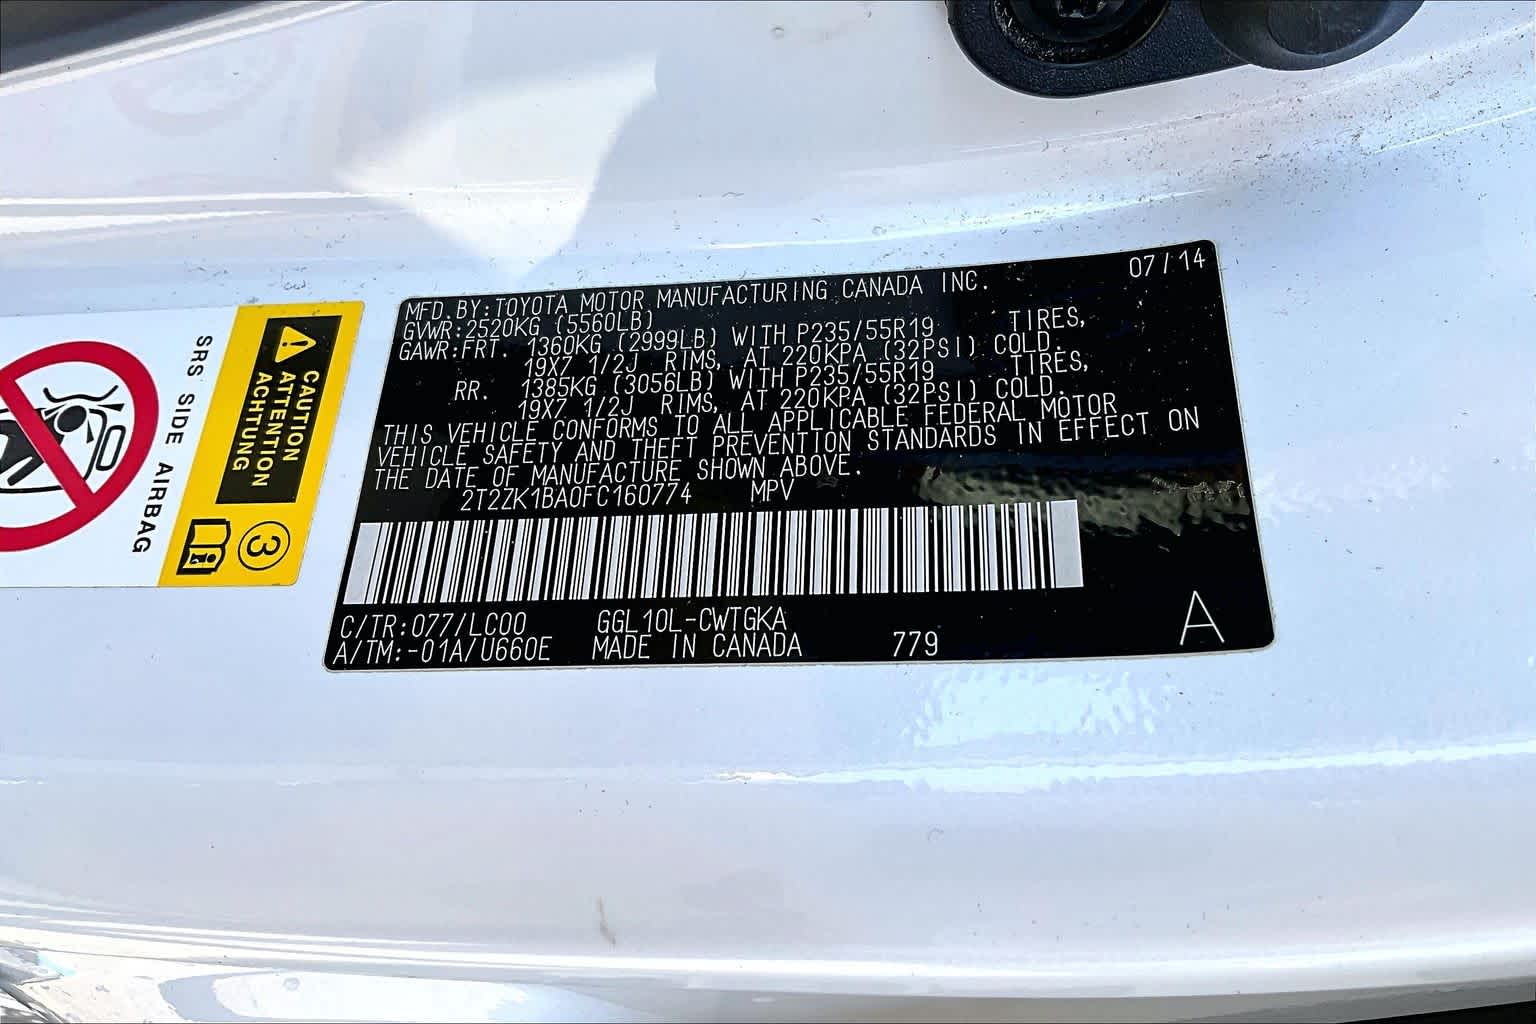 SRS SIDE AIRBAG
CAUTION
ATTENTION
ACHTUNG
3
07/14
MFD.BY:TOYOTA MOTOR MANUFACTURING CANADA INC.
GVWR:2520KG (5560LB)
GAWR:FRT. 1360KG (2999LB) WITH P235/55R19 TIRES,
19X7 1/2J RIMS, AT 220KPA (32PSI) COLD.
RR. 1385KG (3056LB) WITH P235/55R19 TIRES,
19X7 1/2J RIMS, AT 220KPA (32PSI) COLD.
THIS VEHICLE CONFORMS TO ALL APPLICABLE FEDERAL MOTOR
VEHICLE SAFETY AND THEFT PREVENTION STANDARDS IN EFFECT ON
THE DATE OF MANUFACTURE SHOWN ABOVE.
2T2ZK1BA0FC160774 MPV
C/TR:077/LC00 GGL10L-CWTGKA
A/TM:-01A/U660E MADE IN CANADA 779 A